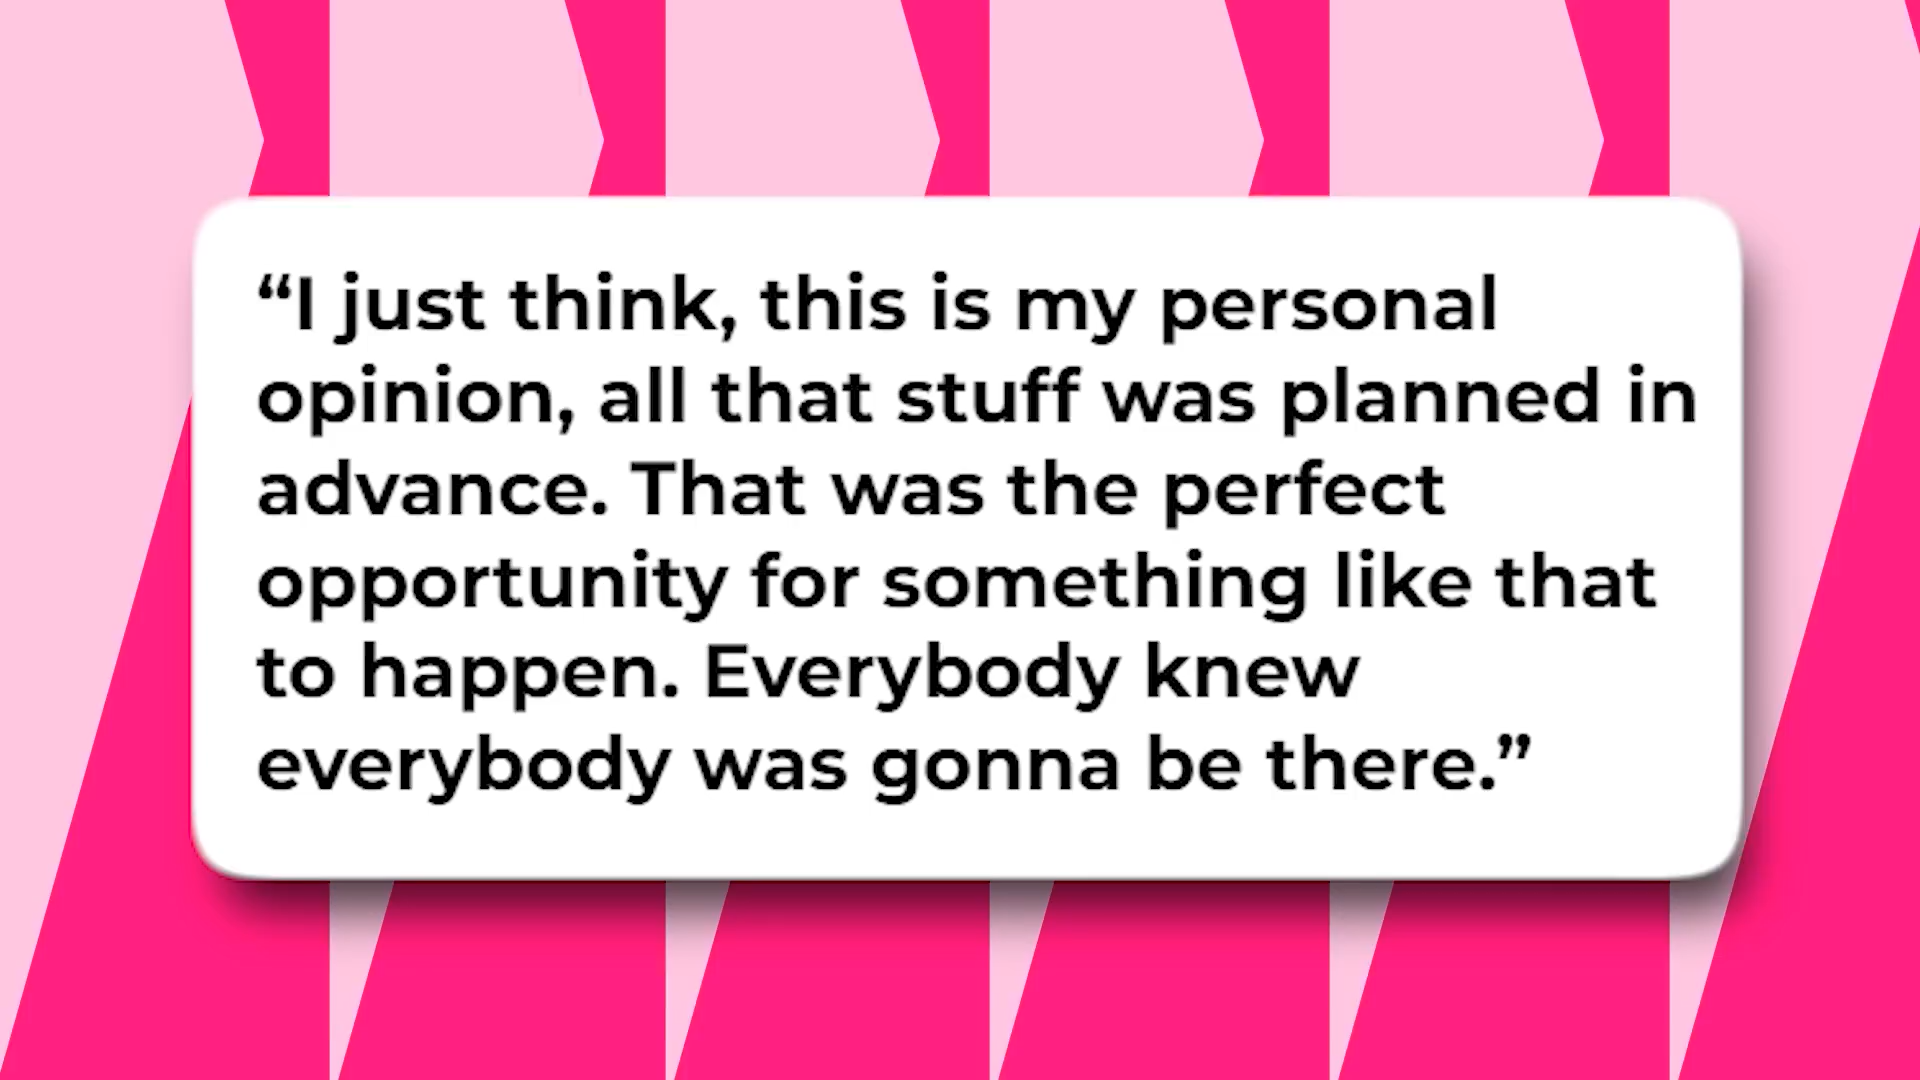 “I just think, this is my personal
opinion, all that stuff was planned in
advance. That was the perfect
opportunity for something like that
to happen. Everybody knew
everybody was gonna be there.”